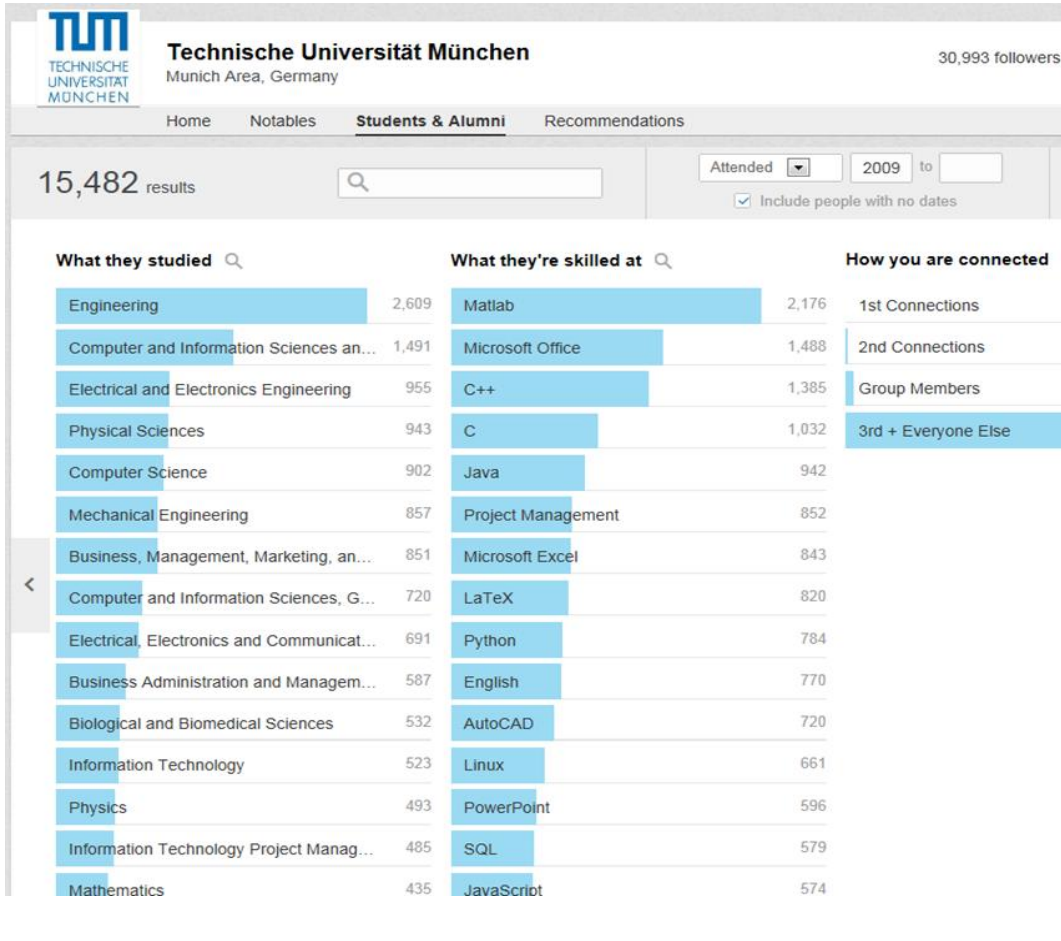 TUM
TECHNISCHE
UNIVERSITÄT
MÜNCHEN
Technische Universität München
Munich Area, Germany
30,993 followers
Home Notables Students & Alumni Recommendations
15,482 results
Attended 2009 to
Include people with no dates
What they studied
Engineering 2,609
Computer and Information Sciences an... 1,491
Electrical and Electronics Engineering 955
Physical Sciences 943
Computer Science 902
Mechanical Engineering 857
Business, Management, Marketing, an... 851
Computer and Information Sciences, G... 720
Electrical, Electronics and Communicat... 691
Business Administration and Managem... 587
Biological and Biomedical Sciences 532
Information Technology 523
Physics 493
Information Technology Project Manag... 485
Mathematics 435
What they're skilled at
Matlab 2,176
Microsoft Office 1,488
C++ 1,385
C 1,032
Java 942
Project Management 852
Microsoft Excel 843
LaTeX 820
Python 784
English 770
AutoCAD 720
Linux 661
PowerPoint 596
SQL 579
JavaScript 574
How you are connected
1st Connections
2nd Connections
Group Members
3rd + Everyone Else